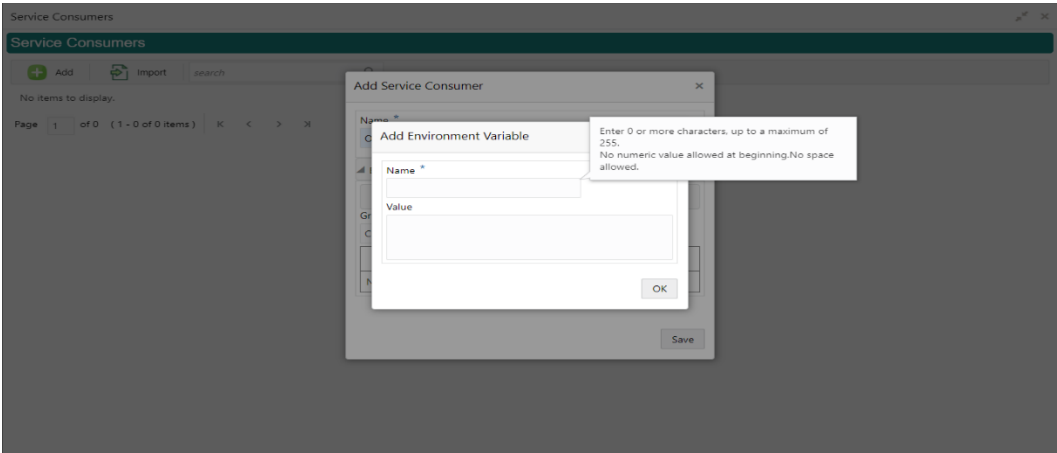 Service Consumers
Service Consumers
Add Import search
No items to display.
Page 1 of 0 (1 - 0 of 0 items)
Add Service Consumer
Name *
Add Environment Variable
Enter 0 or more characters, up to a maximum of
255.
No numeric value allowed at beginning.No space
allowed.
Name *
Value
Gr
OK
Save